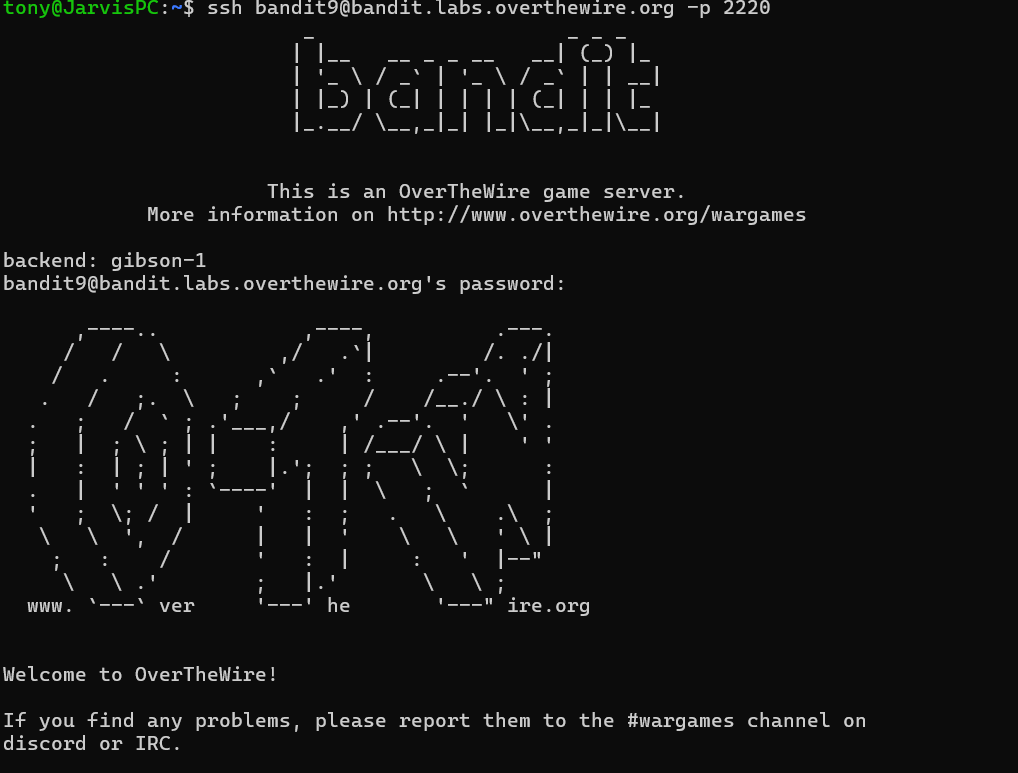 tony@JarvisPC:~$ ssh bandit9@bandit.labs.overthewire.org -p 2220
bandit
This is an OverTheWire game server.
More information on http://www.overthewire.org/wargames
backend: gibson-1
bandit9@bandit.labs.overthewire.org's password:
www. ver he ire.org
Welcome to OverTheWire!
If you find any problems, please report them to the #wargames channel on
discord or IRC.